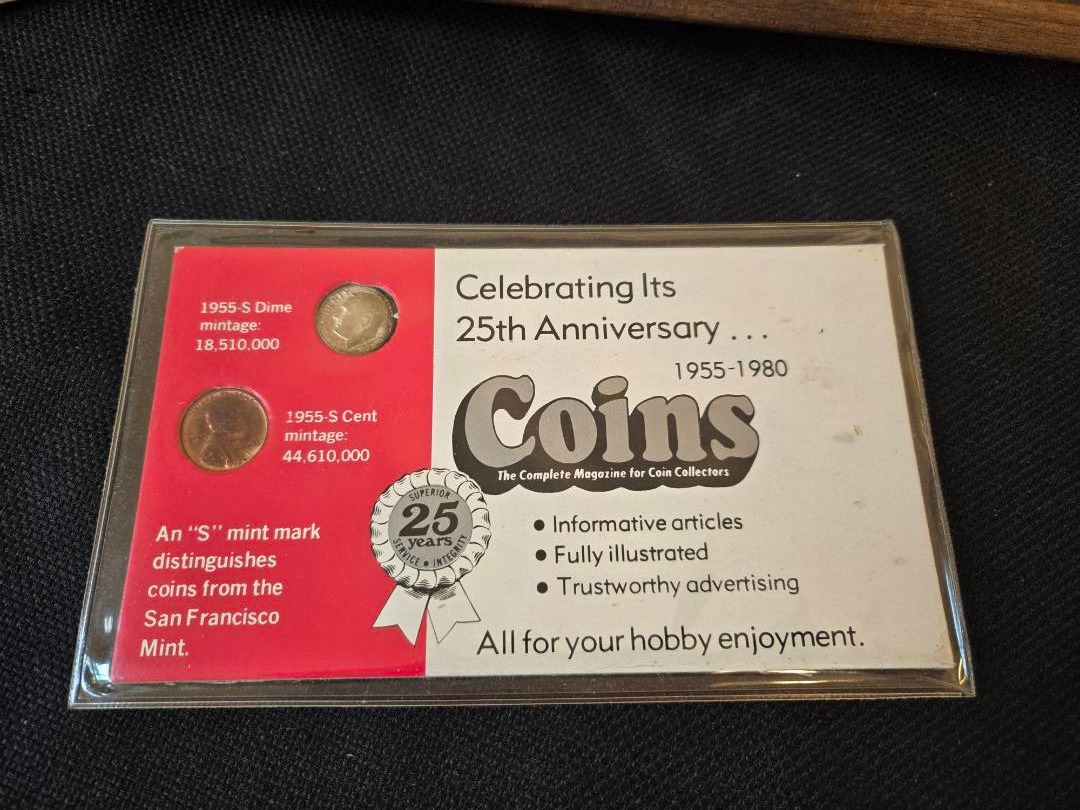 1955-S Dime
mintage:
18,510,000
1955-S Cent
mintage:
44,610,000
An “S” mint mark
distinguishes
coins from the
San Francisco
Mint.
SUPERIOR
25
years
SERVICE • INTEGRITY
Celebrating Its
25th Anniversary . . .
1955-1980
Coins
The Complete Magazine for Coin Collectors
• Informative articles
• Fully illustrated
• Trustworthy advertising
All for your hobby enjoyment.